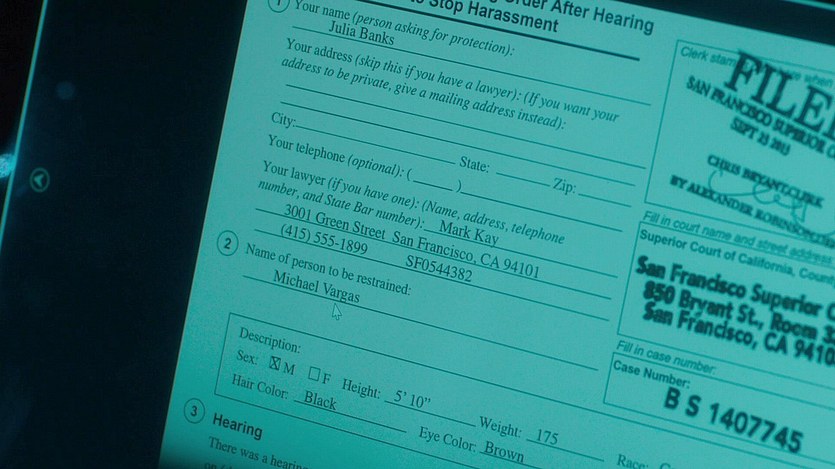 Order After Hearing
to Stop Harassment
1 Your name (person asking for protection):
Julia Banks
Your address (skip this if you have a lawyer): (If you want your
address to be private, give a mailing address instead):
City: State: Zip:
Your telephone (optional): ( )
Your lawyer (if you have one): (Name, address, telephone
number, and State Bar number): Mark Kay
3001 Green Street San Francisco, CA 94101
(415) 555-1899 SF0544382
2 Name of person to be restrained:
Michael Vargas
Description:
Sex: ☒ M ☐ F Height: 5' 10" Weight: 175
Hair Color: Black Eye Color: Brown Race:
3 Hearing
There was a hearing
Clerk stamps
when
FILED
SAN FRANCISCO SUPERIOR
SEPT 23 2015
CHRIS BRYANT, CLERK
BY ALEXANDER ROBINSON
Fill in court name and street address:
Superior Court of California,
San Francisco Superior
850 Bryant St., Room
San Francisco, CA
Fill in case number:
Case Number:
B S 1407745